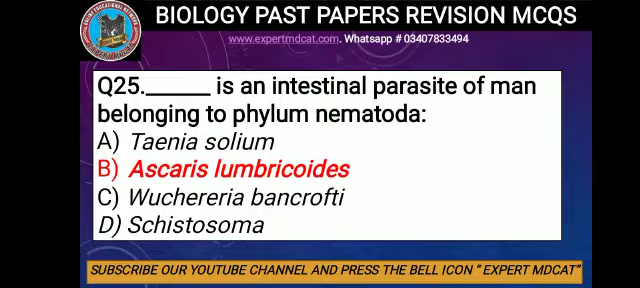 BIOLOGY PAST PAPERS REVISION MCQS
www.expertmdcat.com. Whatsapp # 03407833494
Q25.______ is an intestinal parasite of man
belonging to phylum nematoda:
A) Taenia solium
B) Ascaris lumbricoides
C) Wuchereria bancrofti
D) Schistosoma
SUBSCRIBE OUR YOUTUBE CHANNEL AND PRESS THE BELL ICON " EXPERT MDCAT"